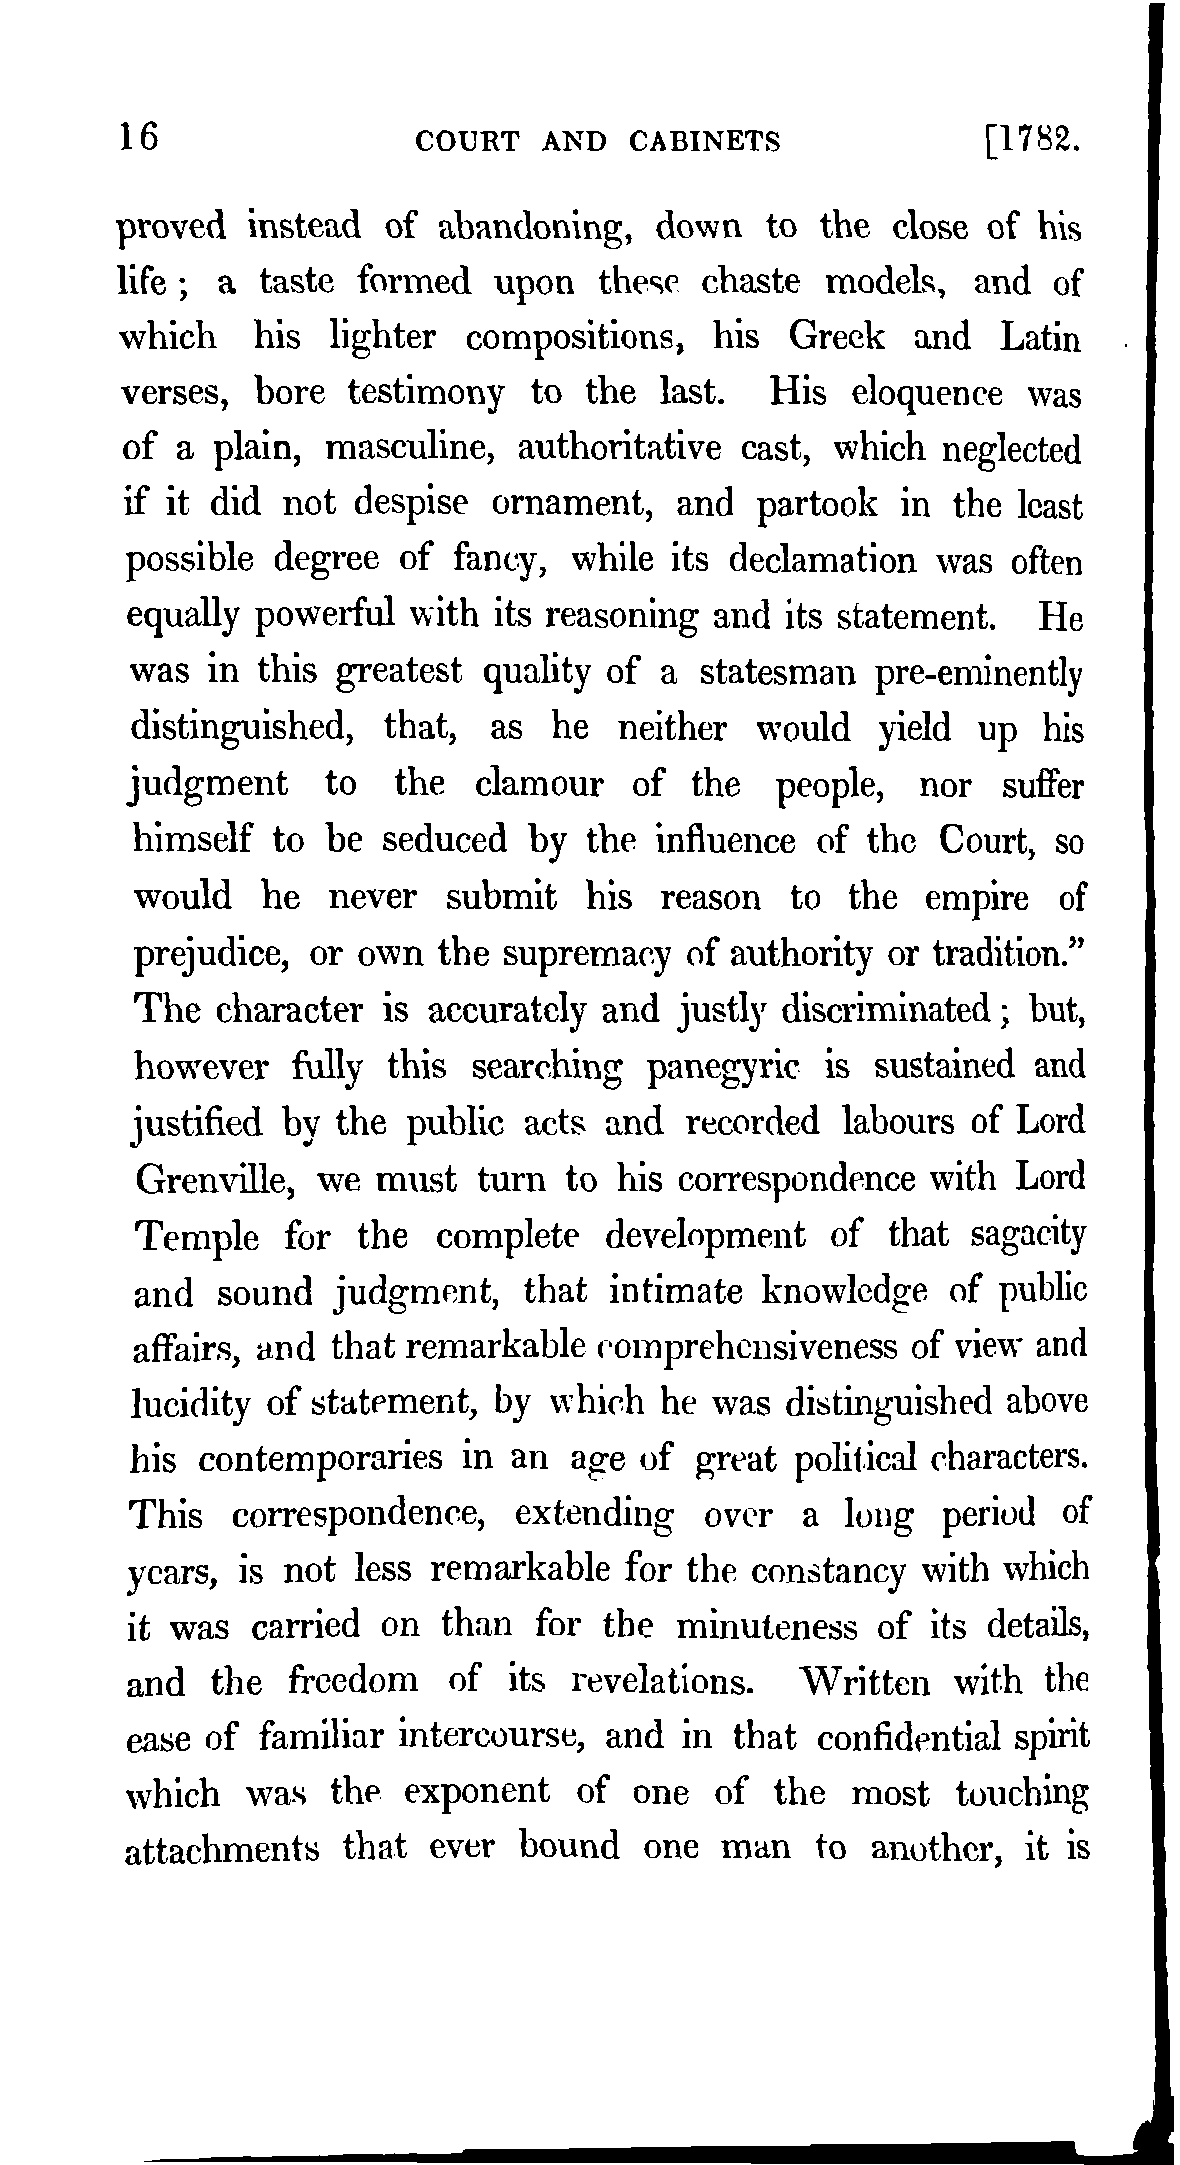 16 COURT AND CABINETS [1782.
proved instead of abandoning, down to the close of his
life ; a taste formed upon these chaste models, and of
which his lighter compositions, his Greek and Latin
verses, bore testimony to the last. His eloquence was
of a plain, masculine, authoritative cast, which neglected
if it did not despise ornament, and partook in the least
possible degree of fancy, while its declamation was often
equally powerful with its reasoning and its statement. He
was in this greatest quality of a statesman pre-eminently
distinguished, that, as he neither would yield up his
judgment to the clamour of the people, nor suffer
himself to be seduced by the influence of the Court, so
would he never submit his reason to the empire of
prejudice, or own the supremacy of authority or tradition.”
The character is accurately and justly discriminated ; but,
however fully this searching panegyric is sustained and
justified by the public acts and recorded labours of Lord
Grenville, we must turn to his correspondence with Lord
Temple for the complete development of that sagacity
and sound judgment, that intimate knowledge of public
affairs, and that remarkable comprehensiveness of view and
lucidity of statement, by which he was distinguished above
his contemporaries in an age of great political characters.
This correspondence, extending over a long period of
years, is not less remarkable for the constancy with which
it was carried on than for the minuteness of its details,
and the freedom of its revelations. Written with the
ease of familiar intercourse, and in that confidential spirit
which was the exponent of one of the most touching
attachments that ever bound one man to another, it is